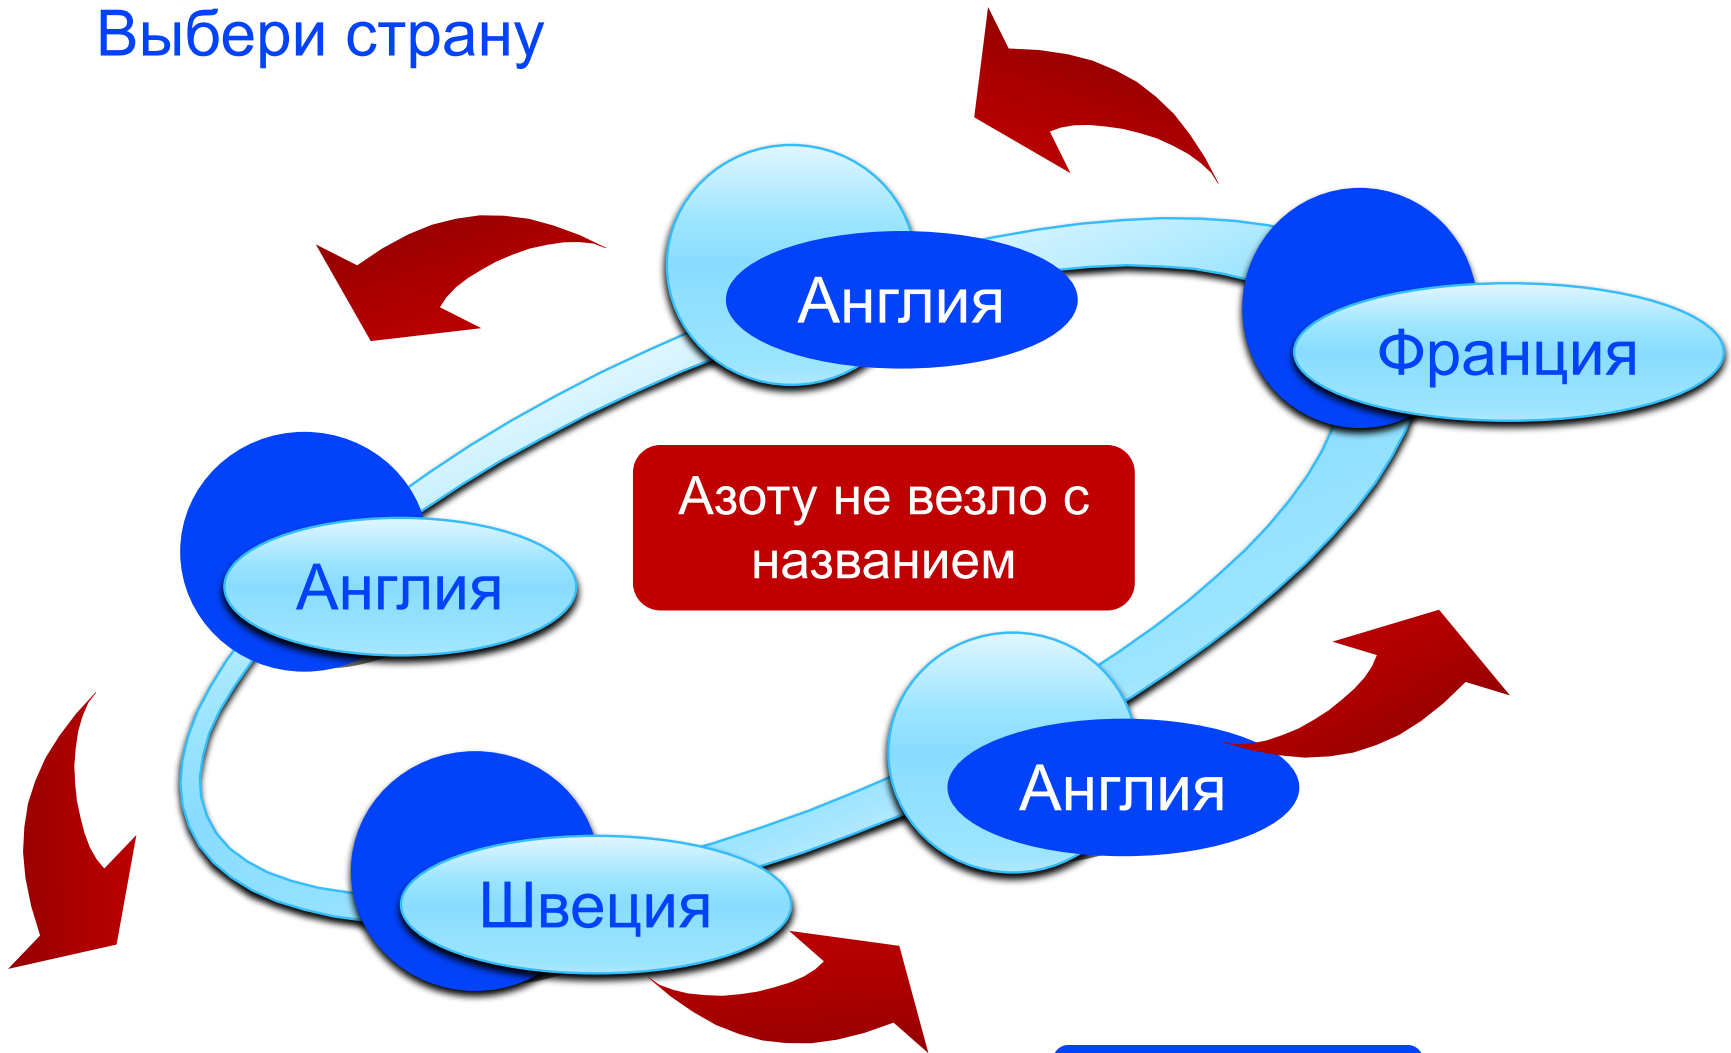 Выбери страну
Англия
Франция
Азоту не везло с
названием
Англия
Англия
Швеция